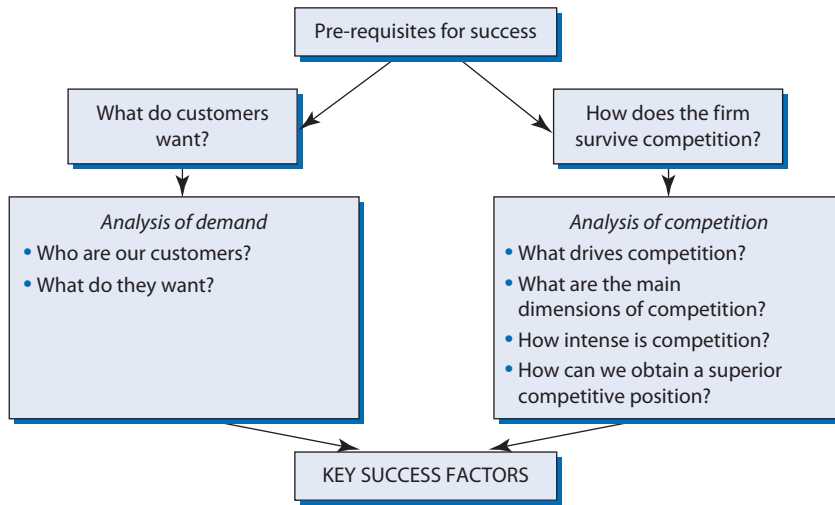 Pre-requisites for success
What do customers
want?
How does the firm
survive competition?
Analysis of demand
• Who are our customers?
• What do they want?
Analysis of competition
• What drives competition?
• What are the main
dimensions of competition?
• How intense is competition?
• How can we obtain a superior
competitive position?
KEY SUCCESS FACTORS